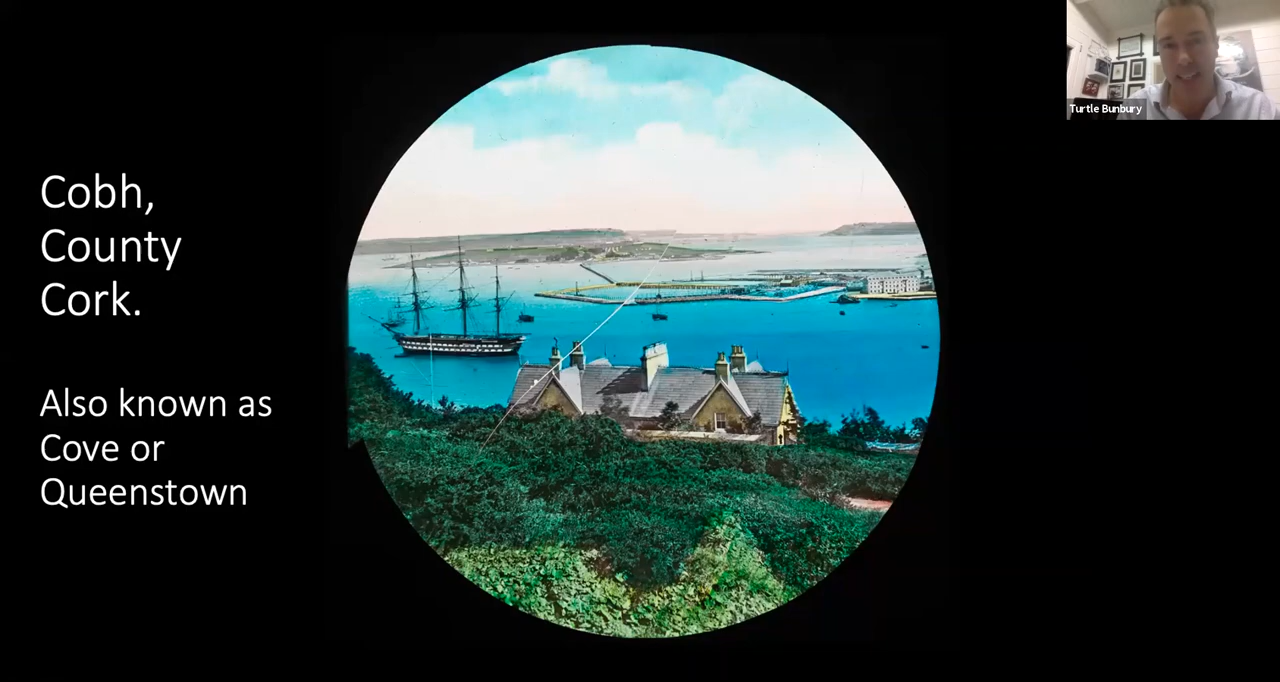 Cobh,
County
Cork.
Also known as
Cove or
Queenstown
Turtle Bunbury